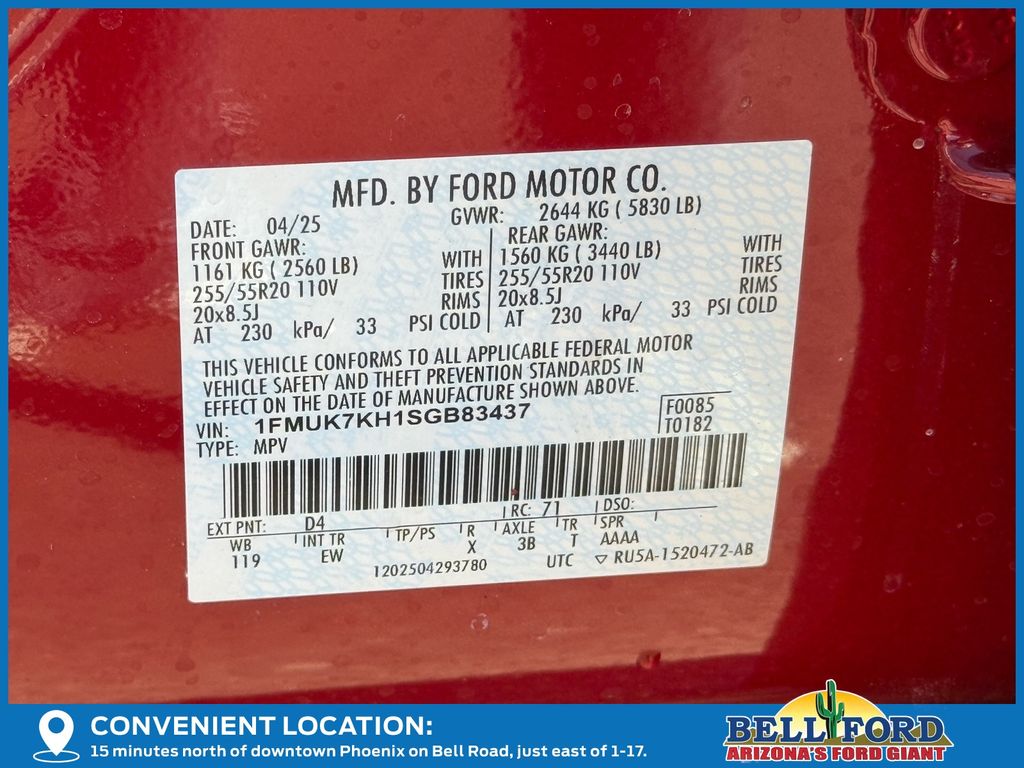 MFD. BY FORD MOTOR CO.
DATE: 04/25 GVWR: 2644 KG ( 5830 LB)
FRONT GAWR: REAR GAWR:
1161 KG ( 2560 LB) WITH 1560 KG ( 3440 LB) WITH
255/55R20 110V TIRES 255/55R20 110V TIRES
20x8.5J RIMS 20x8.5J RIMS
AT 230 kPa/ 33 PSI COLD AT 230 kPa/ 33 PSI COLD
THIS VEHICLE CONFORMS TO ALL APPLICABLE FEDERAL MOTOR
VEHICLE SAFETY AND THEFT PREVENTION STANDARDS IN
EFFECT ON THE DATE OF MANUFACTURE SHOWN ABOVE.
VIN: 1FMUK7KH1SGB83437 F0085
TYPE: MPV T0182
EXT PNT: D4 RC: 71 DSO:
WB INT TR TP/PS R AXLE TR SPR
119 EW X 3B T AAAA
1202504293780 UTC ▽ RU5A-1520472-AB
CONVENIENT LOCATION:
15 minutes north of downtown Phoenix on Bell Road, just east of 1-17.
BELL FORD
ARIZONA'S FORD GIANT